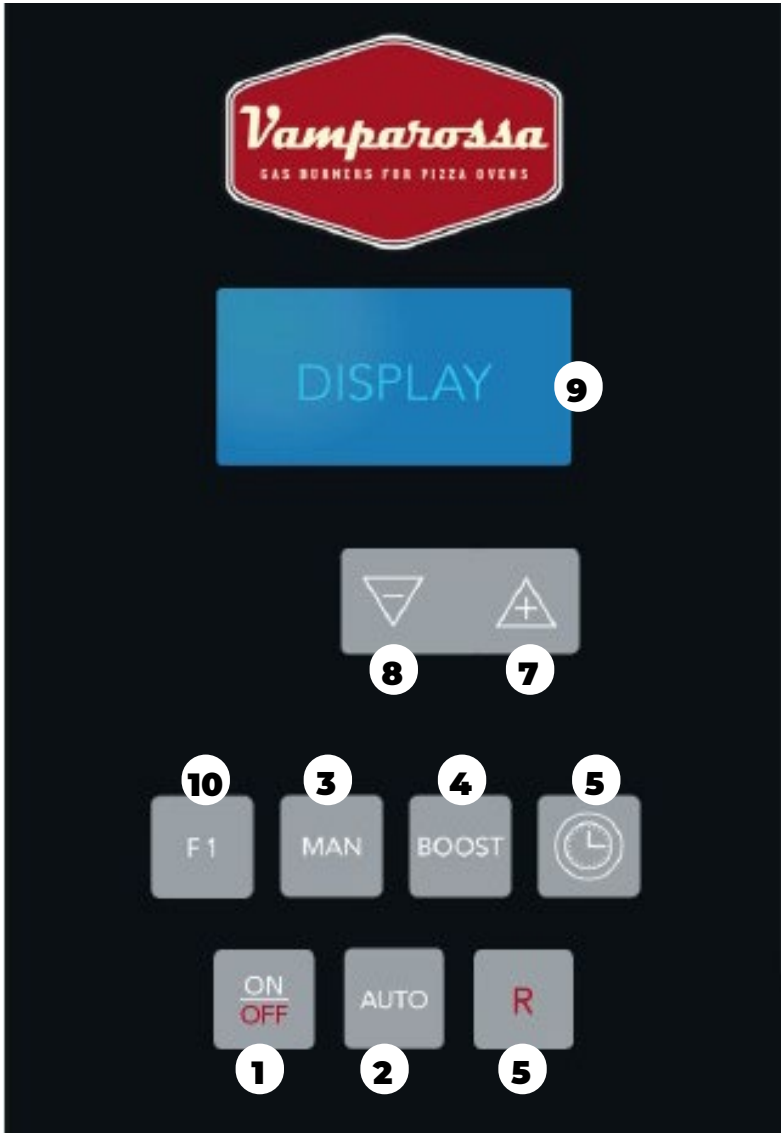 Vamparossa
GAS BURNERS FOR PIZZA OVENS
DISPLAY
9
8
7
10
3
4
5
F1
MAN
BOOST
ON
OFF
AUTO
R
1
2
5